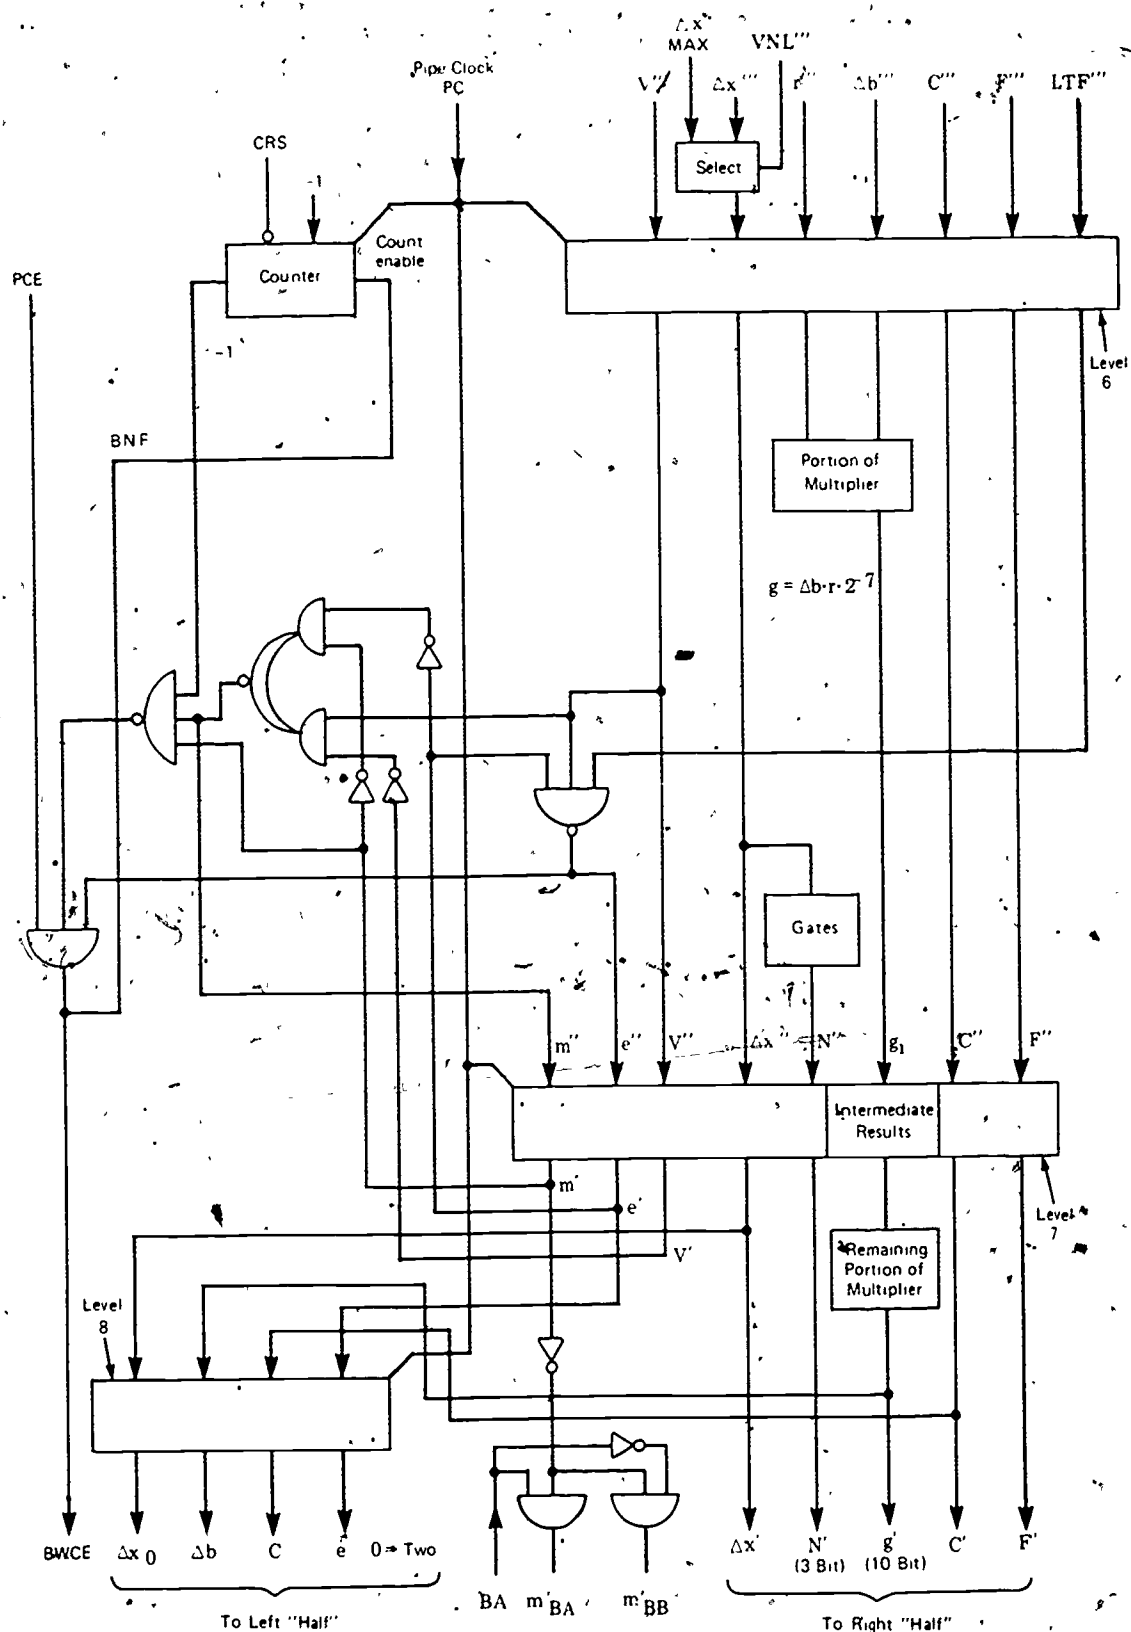 Δx'''
MAX
VNL'''
Pipe Clock
PC
V'''
Δx'''
r'''
Δb'''
C'''
F'''
LTF'''
CRS
-1
Select
Count
enable
Counter
PCE
-1
Level
6
BNF
Portion of
Multiplier
g = Δb·r·2⁻⁷
Gates
m''
e''
V''
Δx''
N''
g₁
C''
F''
Intermediate
Results
m'
e'
V'
Level
7
Remaining
Portion of
Multiplier
Level
8
BWCE
Δx₀
Δb
C
e
0 ⇒ Two
BA
m'BA
m'BB
Δx'
N'
(3 Bit)
g'
(10 Bit)
C'
F'
To Left "Half"
To Right "Half"